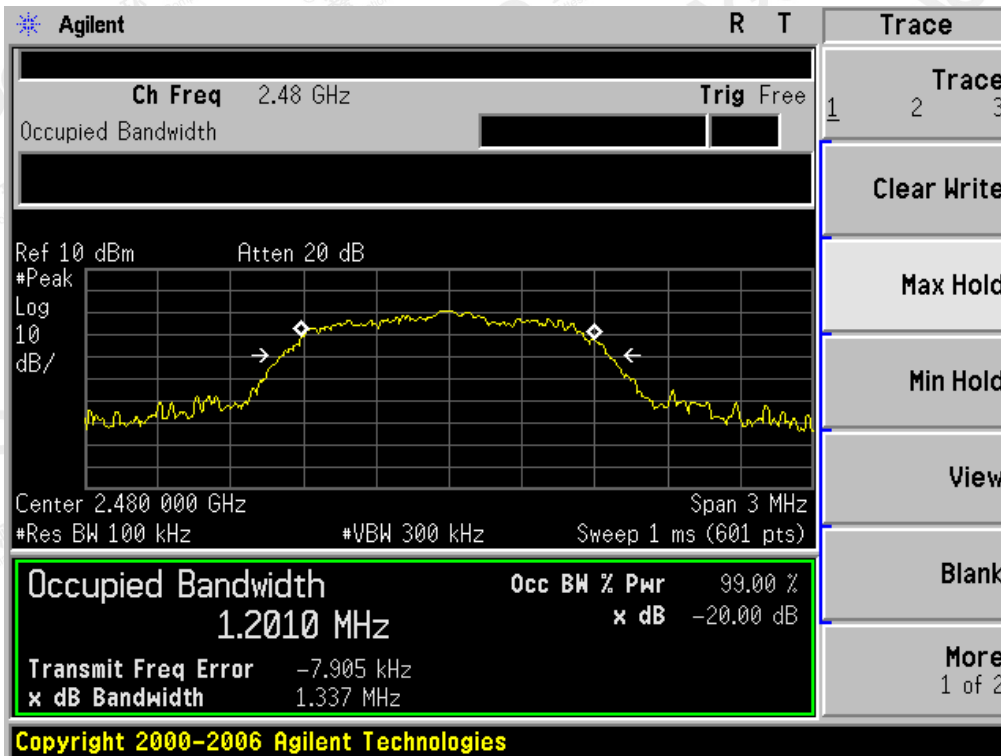 Agilent R T Trace
Ch Freq 2.48 GHz Trig Free
Occupied Bandwidth
Ref 10 dBm Atten 20 dB
#Peak
Log
10
dB/
Center 2.480 000 GHz Span 3 MHz
#Res BW 100 kHz #VBW 300 kHz Sweep 1 ms (601 pts)
Occupied Bandwidth Occ BW % Pwr 99.00 %
1.2010 MHz x dB -20.00 dB
Transmit Freq Error -7.905 kHz
x dB Bandwidth 1.337 MHz
Copyright 2000-2006 Agilent Technologies
Trace
1 2 3
Clear Write
Max Hold
Min Hold
View
Blank
More
1 of 2